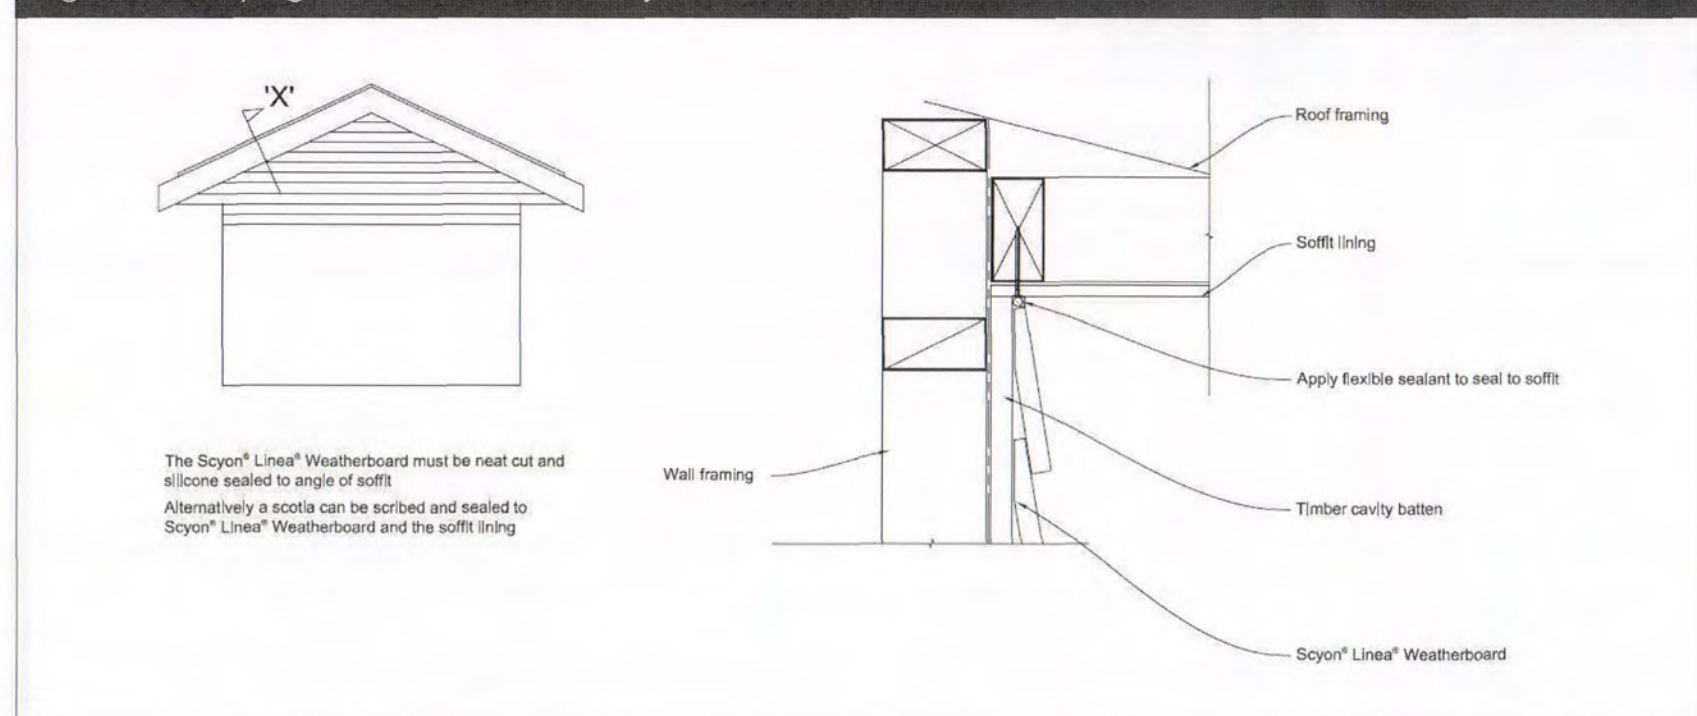 'X'
The Scyon® Linea® Weatherboard must be neat cut and
silicone sealed to angle of soffit
Alternatively a scotia can be scribed and sealed to
Scyon® Linea® Weatherboard and the soffit lining
Roof framing
Soffit lining
Apply flexible sealant to seal to soffit
Wall framing
Timber cavity batten
Scyon® Linea® Weatherboard